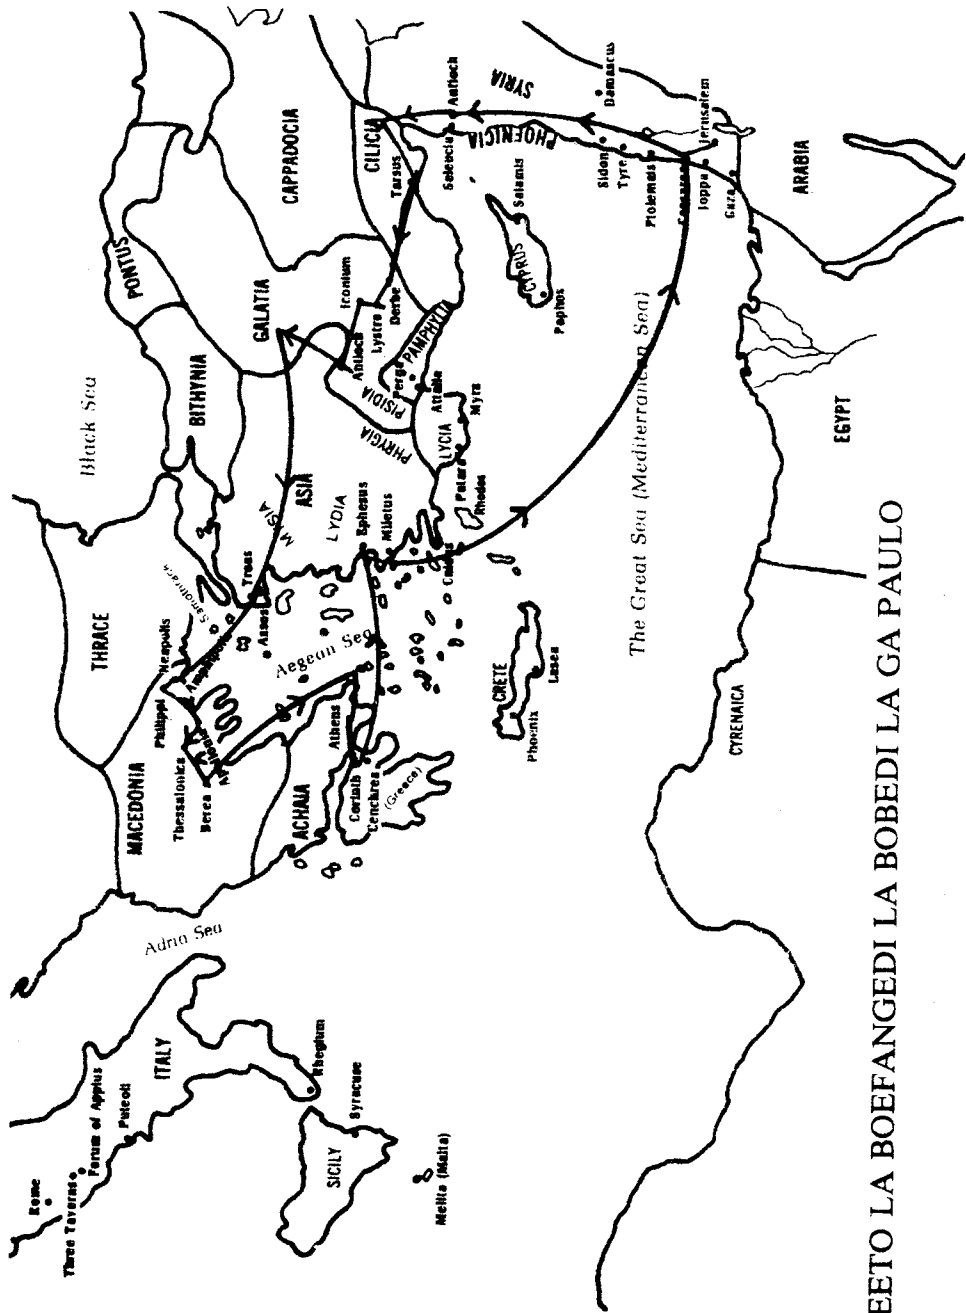 Black Sea
THRACE
MACEDONIA
PONTUS
BITHYNIA
GALATIA
CAPPADOCIA
CILICIA
Tarsus
Iconium
Lystra
Derbe
Antioch
PISIDIA
PAMPHYLIA
Perga
Attalia
PHRYGIA
LYCIA
Myra
Patara
Rhodes
ASIA
MYSIA
LYDIA
Ephesus
Miletus
Cnidus
Troas
Assos
Samothrace
Neapolis
Amphipolis
Philippi
Thessalonica
Berea
Aegean Sea
ACHAIA
Athens
Corinth
Cenchrea
(Greece)
Adria Sea
ITALY
Rome
Three Taverns
Forum of Appius
Puteoli
Rhegium
SICILY
Syracuse
Melita (Malta)
CRETE
Phoenix
Lasea
CYPRUS
Salamis
Paphos
SYRIA
Antioch
Seleucia
PHOENICIA
Damascus
Sidon
Tyre
Ptolemais
Caesarea
Joppa
Jerusalem
Gaza
ARABIA
EGYPT
CYRENAICA
The Great Sea (Mediterranean Sea)
EETO LA BOEFANGEDI LA BOBEDI LA GA PAULO